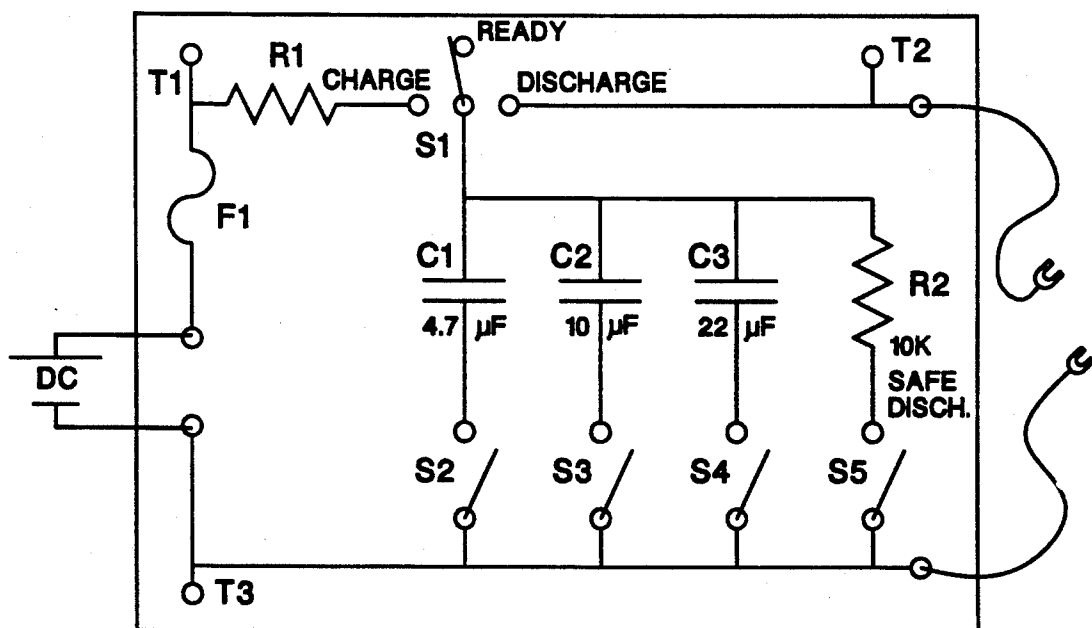 READY
T1
R1
CHARGE
DISCHARGE
T2
S1
F1
C1
4.7 µF
C2
10 µF
C3
22 µF
R2
10K
SAFE
DISCH.
DC
S2
S3
S4
S5
T3